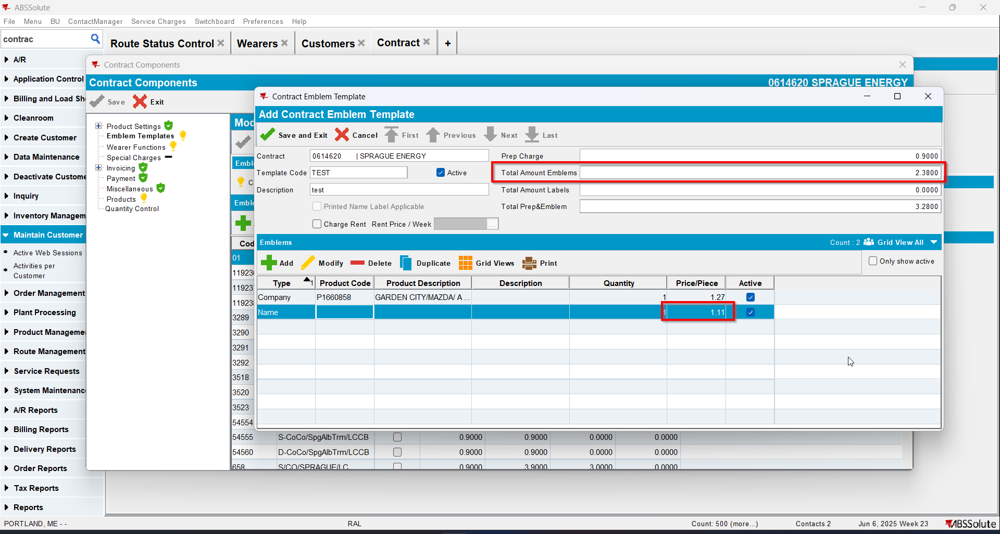 ABSSolute
File Menu BU ContactManager Service Charges Switchboard Preferences Help
contrac
Route Status Control
Wearers
Customers
Contract
+
A/R
Application Control
Billing and Load Sh
Cleanroom
Create Customer
Data Maintenance
Deactivate Custome
Inquiry
Inventory Managem
Maintain Customer
Active Web Sessions
Activities per
Customer
Order Management
Plant Processing
Product Manageme
Route Management
Service Requests
System Maintenanc
A/R Reports
Billing Reports
Delivery Reports
Order Reports
Tax Reports
Reports
Contract Components
Contract Components
0614620 SPRAGUE ENERGY
Save Exit
Product Settings
Emblem Templates
Wearer Functions
Special Charges
Invoicing
Payment
Miscellaneous
Products
Quantity Control
Mod
Emble
C
Emble
Cod
01
11923
11923
11923
3289
3290
3291
3292
3518
3520
3523
54554
54555 S-CoCo/SpgAlbTrm/LCCB 0.9000 0.9000 0.0000 0.0000
54560 D-CoCo/SpgAlbTrm/LCCB 0.9000 0.9000 0.0000 0.0000
658 S/CO/SPRAGUE/LC 0.9000 3.9000 3.0000 0.0000
Contract Emblem Template
Add Contract Emblem Template
Save and Exit Cancel First Previous Next Last
Contract 0614620 | SPRAGUE ENERGY Prep Charge 0.9000
Template Code TEST Active Total Amount Emblems 2.3800
Description test Total Amount Labels 0.0000
Printed Name Label Applicable Total Prep&Emblem 3.2800
Charge Rent Rent Price / Week ...
Emblems Count : 2 Grid View All
Add Modify Delete Duplicate Grid Views Print Only show active
Type 1 Product Code Product Description Description Quantity Price/Piece Active
Company P1660858 GARDEN CITY/MAZDA/ A ... 1 1.27
Name 1 1.11
PORTLAND, ME - - RAL Count: 500 (more...) Contacts 2 Jun 6, 2025 Week 23 ABSSolute